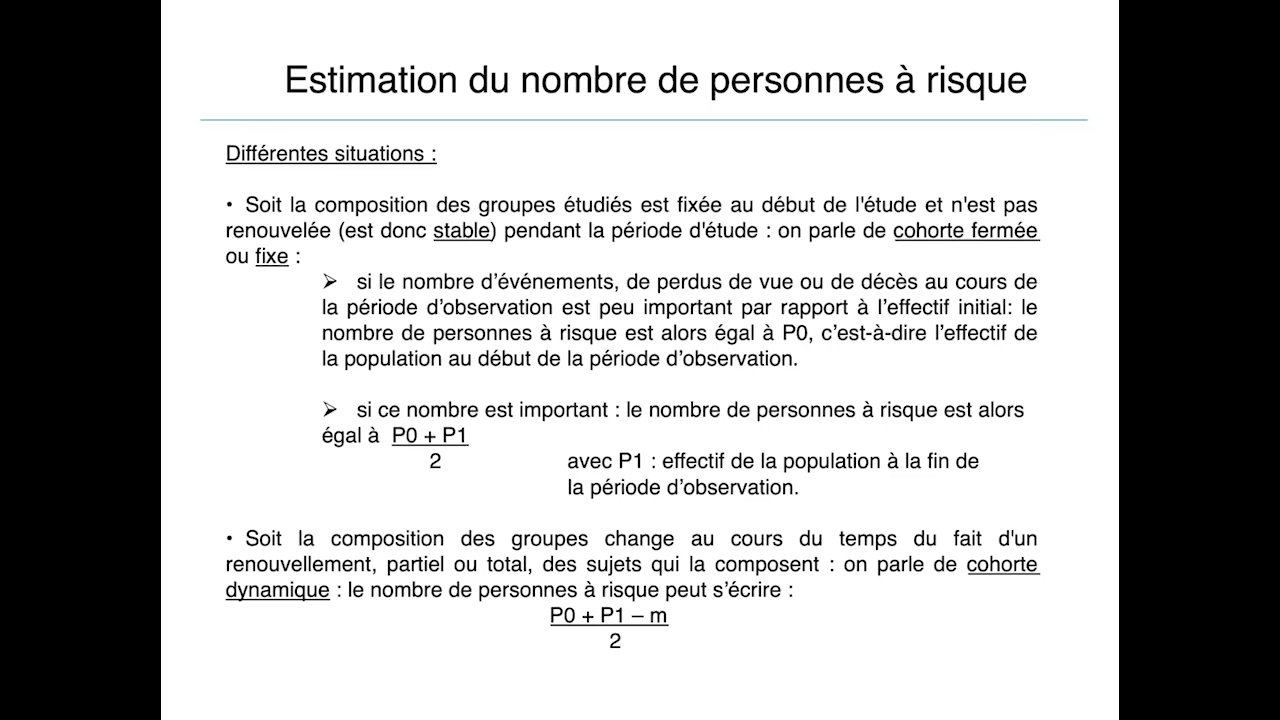 Estimation du nombre de personnes à risque
Différentes situations :
• Soit la composition des groupes étudiés est fixée au début de l'étude et n'est pas
renouvelée (est donc stable) pendant la période d'étude : on parle de cohorte fermée
ou fixe :
➢ si le nombre d’événements, de perdus de vue ou de décès au cours de
la période d’observation est peu important par rapport à l’effectif initial: le
nombre de personnes à risque est alors égal à P0, c’est-à-dire l’effectif de
la population au début de la période d’observation.
➢ si ce nombre est important : le nombre de personnes à risque est alors
égal à P0 + P1
2 avec P1 : effectif de la population à la fin de
la période d’observation.
• Soit la composition des groupes change au cours du temps du fait d'un
renouvellement, partiel ou total, des sujets qui la composent : on parle de cohorte
dynamique : le nombre de personnes à risque peut s’écrire :
P0 + P1 – m
2